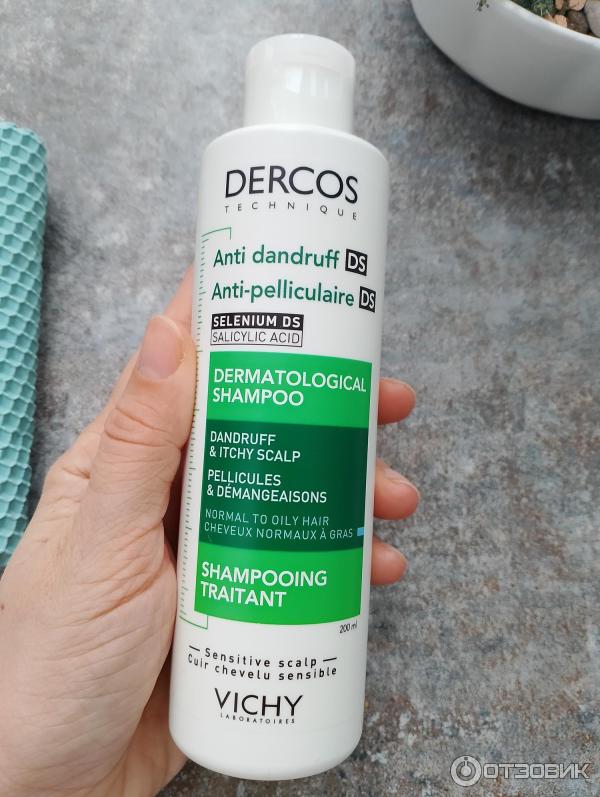 DERCOS
TECHNIQUE
Anti dandruff DS
Anti-pelliculaire DS
SELENIUM DS
SALICYLIC ACID
DERMATOLOGICAL
SHAMPOO
DANDRUFF
& ITCHY SCALP
PELLICULES
& DÉMANGEAISONS
NORMAL TO OILY HAIR
CHEVEUX NORMAUX À GRAS
SHAMPOOING
TRAITANT
200 ml
Sensitive scalp
Cuir chevelu sensible
VICHY
LABORATOIRES
ОТЗОВИК